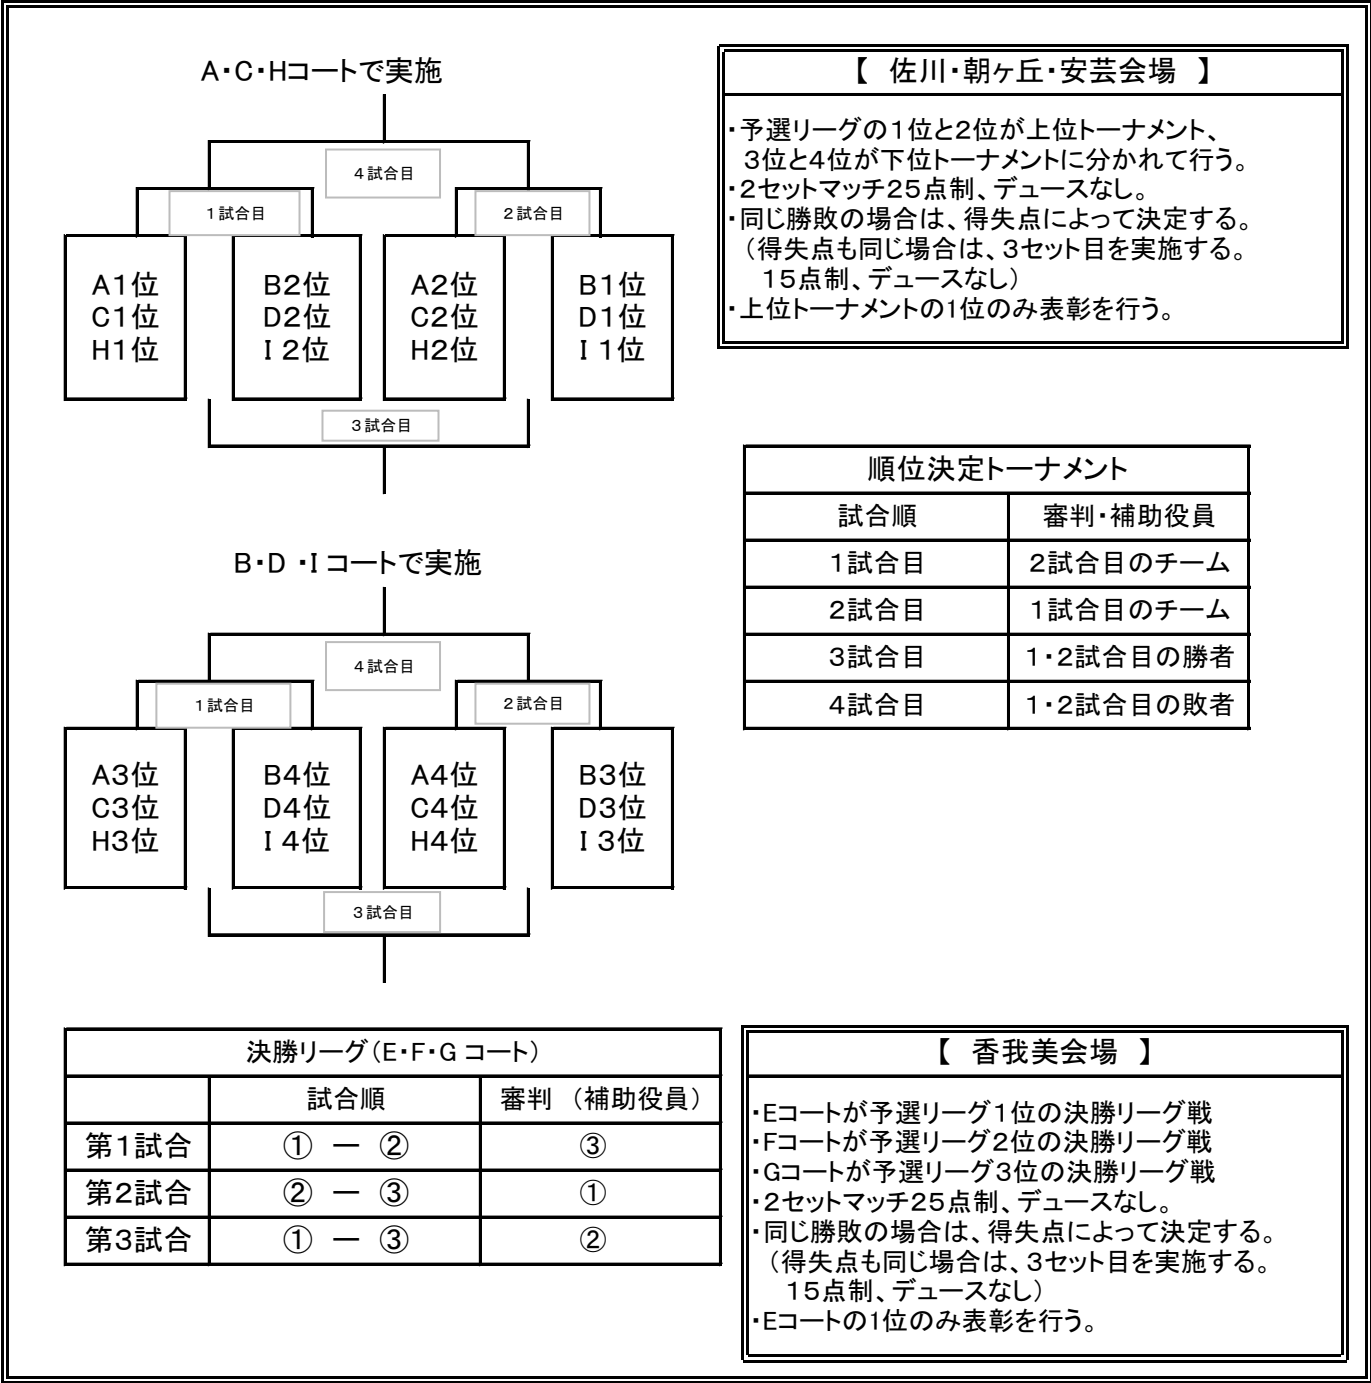 A・C・Hコートで実施
4試合目
1試合目
2試合目
A1位 B2位 A2位 B1位
C1位 D2位 C2位 D1位
H1位 I 2位 H2位 I 1位
3試合目
【 佐川・朝ヶ丘・安芸会場 】
・予選リーグの1位と2位が上位トーナメント、
3位と4位が下位トーナメントに分かれて行う。
・2セットマッチ25点制、デュースなし。
・同じ勝敗の場合は、得失点によって決定する。
(得失点も同じ場合は、3セット目を実施する。
15点制、デュースなし)
・上位トーナメントの1位のみ表彰を行う。
順位決定トーナメント
試合順 審判・補助役員
1試合目 2試合目のチーム
2試合目 1試合目のチーム
3試合目 1・2試合目の勝者
4試合目 1・2試合目の敗者
B・D ・I コートで実施
4試合目
1試合目
2試合目
A3位 B4位 A4位 B3位
C3位 D4位 C4位 D3位
H3位 I 4位 H4位 I 3位
3試合目
決勝リーグ(E・F・G コート)
試合順 審判 (補助役員)
第1試合 ① ー ② ③
第2試合 ② ー ③ ①
第3試合 ① ー ③ ②
【 香我美会場 】
・Eコートが予選リーグ1位の決勝リーグ戦
・Fコートが予選リーグ2位の決勝リーグ戦
・Gコートが予選リーグ3位の決勝リーグ戦
・2セットマッチ25点制、デュースなし。
・同じ勝敗の場合は、得失点によって決定する。
(得失点も同じ場合は、3セット目を実施する。
15点制、デュースなし)
・Eコートの1位のみ表彰を行う。